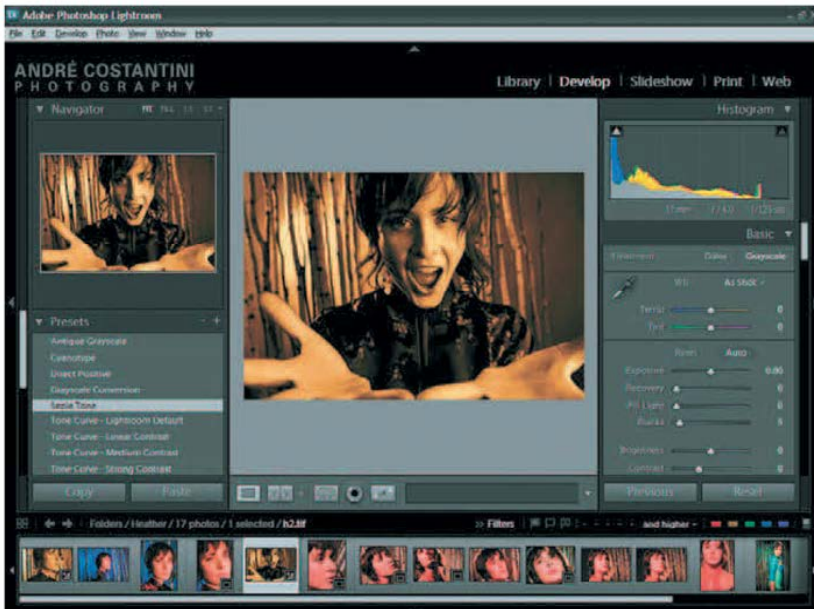 Adobe Photoshop Lightroom
File Edit Develop Photo View Window Help
ANDRÉ COSTANTINI
PHOTOGRAPHY
Library | Develop | Slideshow | Print | Web
Navigator
FIT
Histogram
Basic
Grayscale
As Shot
Temp 0
Tint 0
Auto
Exposure 0.00
Recovery 0
Fill Light 0
Blacks
Brightness 0
Contrast 0
Presets - +
Antique Grayscale
Cyanotype
Direct Positive
Grayscale Conversion
Sepia Tone
Tone Curve - Lightroom Default
Tone Curve - Linear Contrast
Tone Curve - Medium Contrast
Tone Curve - Strong Contrast
Copy Paste
Previous Reset
Folders / Heather / 17 photos / 1 selected / h2.tif
Filters
and higher